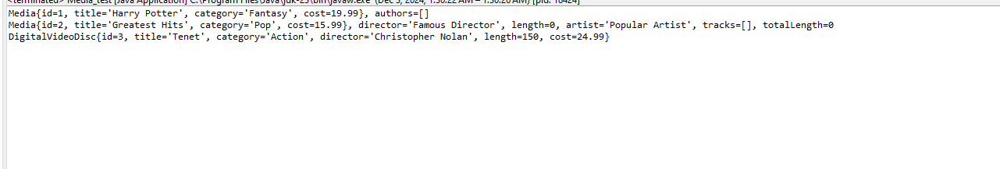 <terminated> Media_test [Java Application] C:\Program Files\Java\jdk-23\bin\javaw.exe (Dec 5, 2024, 1:50:22 AM – 1:50:26 AM) [pid: 16424]
Media{id=1, title='Harry Potter', category='Fantasy', cost=19.99}, authors=[]
Media{id=2, title='Greatest Hits', category='Pop', cost=15.99}, director='Famous Director', length=0, artist='Popular Artist', tracks=[], totalLength=0
DigitalVideoDisc{id=3, title='Tenet', category='Action', director='Christopher Nolan', length=150, cost=24.99}